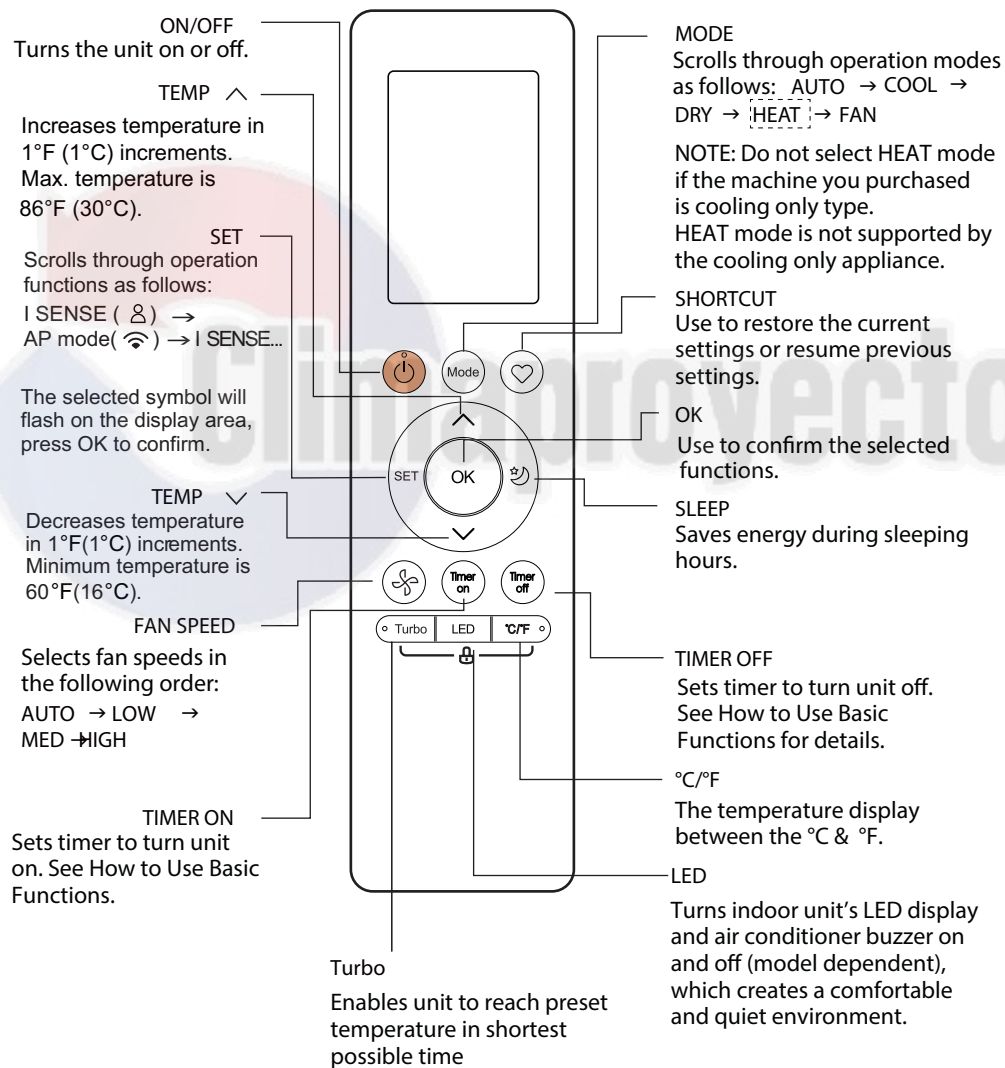 ON/OFF
Turns the unit on or off.
TEMP
Increases temperature in
1°F (1°C) increments.
Max. temperature is
86°F (30°C).
SET
Scrolls through operation
functions as follows:
I SENSE ( ) →
AP mode( ) → I SENSE...
The selected symbol will
flash on the display area,
press OK to confirm.
TEMP
Decreases temperature
in 1°F(1°C) increments.
Minimum temperature is
60°F(16°C).
FAN SPEED
Selects fan speeds in
the following order:
AUTO → LOW →
MED → HIGH
TIMER ON
Sets timer to turn unit
on. See How to Use Basic
Functions.
Mode
SET
OK
Timer
on
Timer
off
Turbo
LED
°C/°F
Turbo
Enables unit to reach preset
temperature in shortest
possible time
MODE
Scrolls through operation modes
as follows: AUTO → COOL →
DRY → HEAT → FAN
NOTE: Do not select HEAT mode
if the machine you purchased
is cooling only type.
HEAT mode is not supported by
the cooling only appliance.
SHORTCUT
Use to restore the current
settings or resume previous
settings.
OK
Use to confirm the selected
functions.
SLEEP
Saves energy during sleeping
hours.
TIMER OFF
Sets timer to turn unit off.
See How to Use Basic
Functions for details.
°C/°F
The temperature display
between the °C & °F.
LED
Turns indoor unit's LED display
and air conditioner buzzer on
and off (model dependent),
which creates a comfortable
and quiet environment.
Climaproyecto